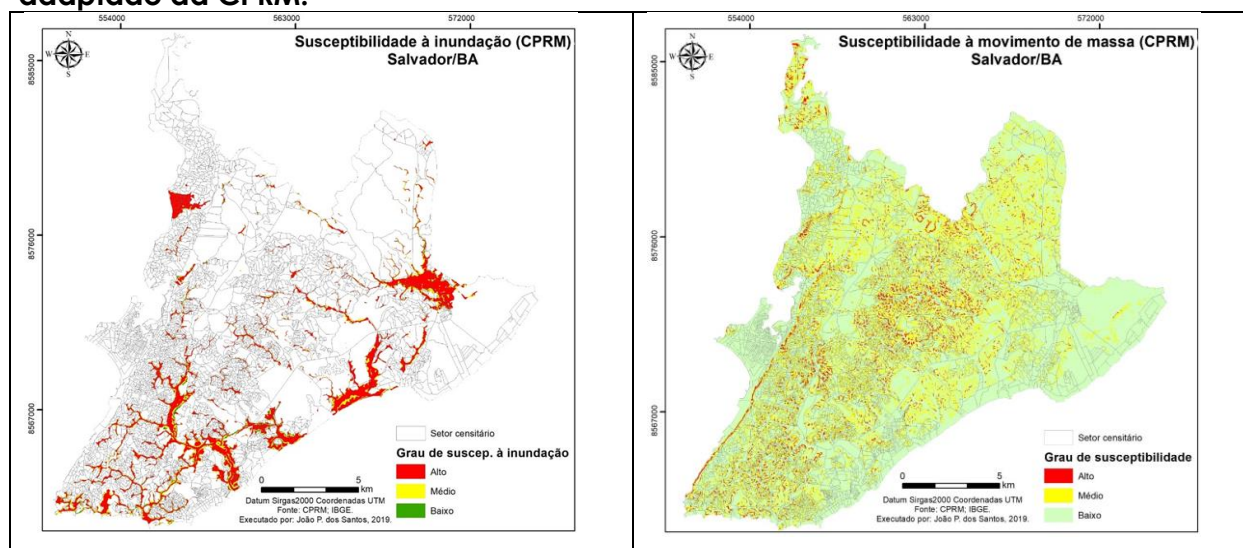 adaptado da CPRM.
554000 563000 572000
Susceptibilidade à inundação (CPRM)
Salvador/BA
N
W E
S
8585000
8576000
8567000
Setor censitário
Grau de suscep. à inundação
Alto
Médio
Baixo
0 5
km
Datum Sirgas2000 Coordenadas UTM
Fonte: CPRM; IBGE.
Executado por: João P. dos Santos, 2019.
554000 563000 572000
Susceptibilidade à movimento de massa (CPRM)
Salvador/BA
N
W E
S
8585000
8576000
8567000
Setor censitário
Grau de susceptibilidade
Alto
Médio
Baixo
0 5
km
Datum Sirgas2000 Coordenadas UTM
Fonte: CPRM; IBGE.
Executado por: João P. dos Santos, 2019.